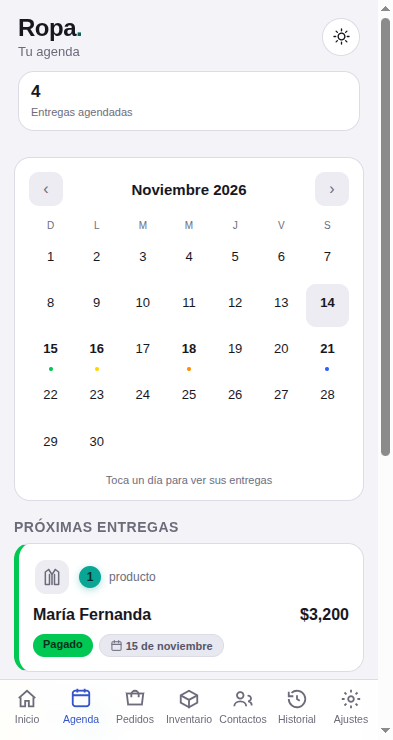 Ropa.
Tu agenda
4
Entregas agendadas
‹ Noviembre 2026 ›
D L M M J V S
1 2 3 4 5 6 7
8 9 10 11 12 13 14
15 16 17 18 19 20 21
22 23 24 25 26 27 28
29 30
Toca un día para ver sus entregas
PRÓXIMAS ENTREGAS
1 producto
María Fernanda $3,200
Pagado 15 de noviembre
Inicio Agenda Pedidos Inventario Contactos Historial Ajustes